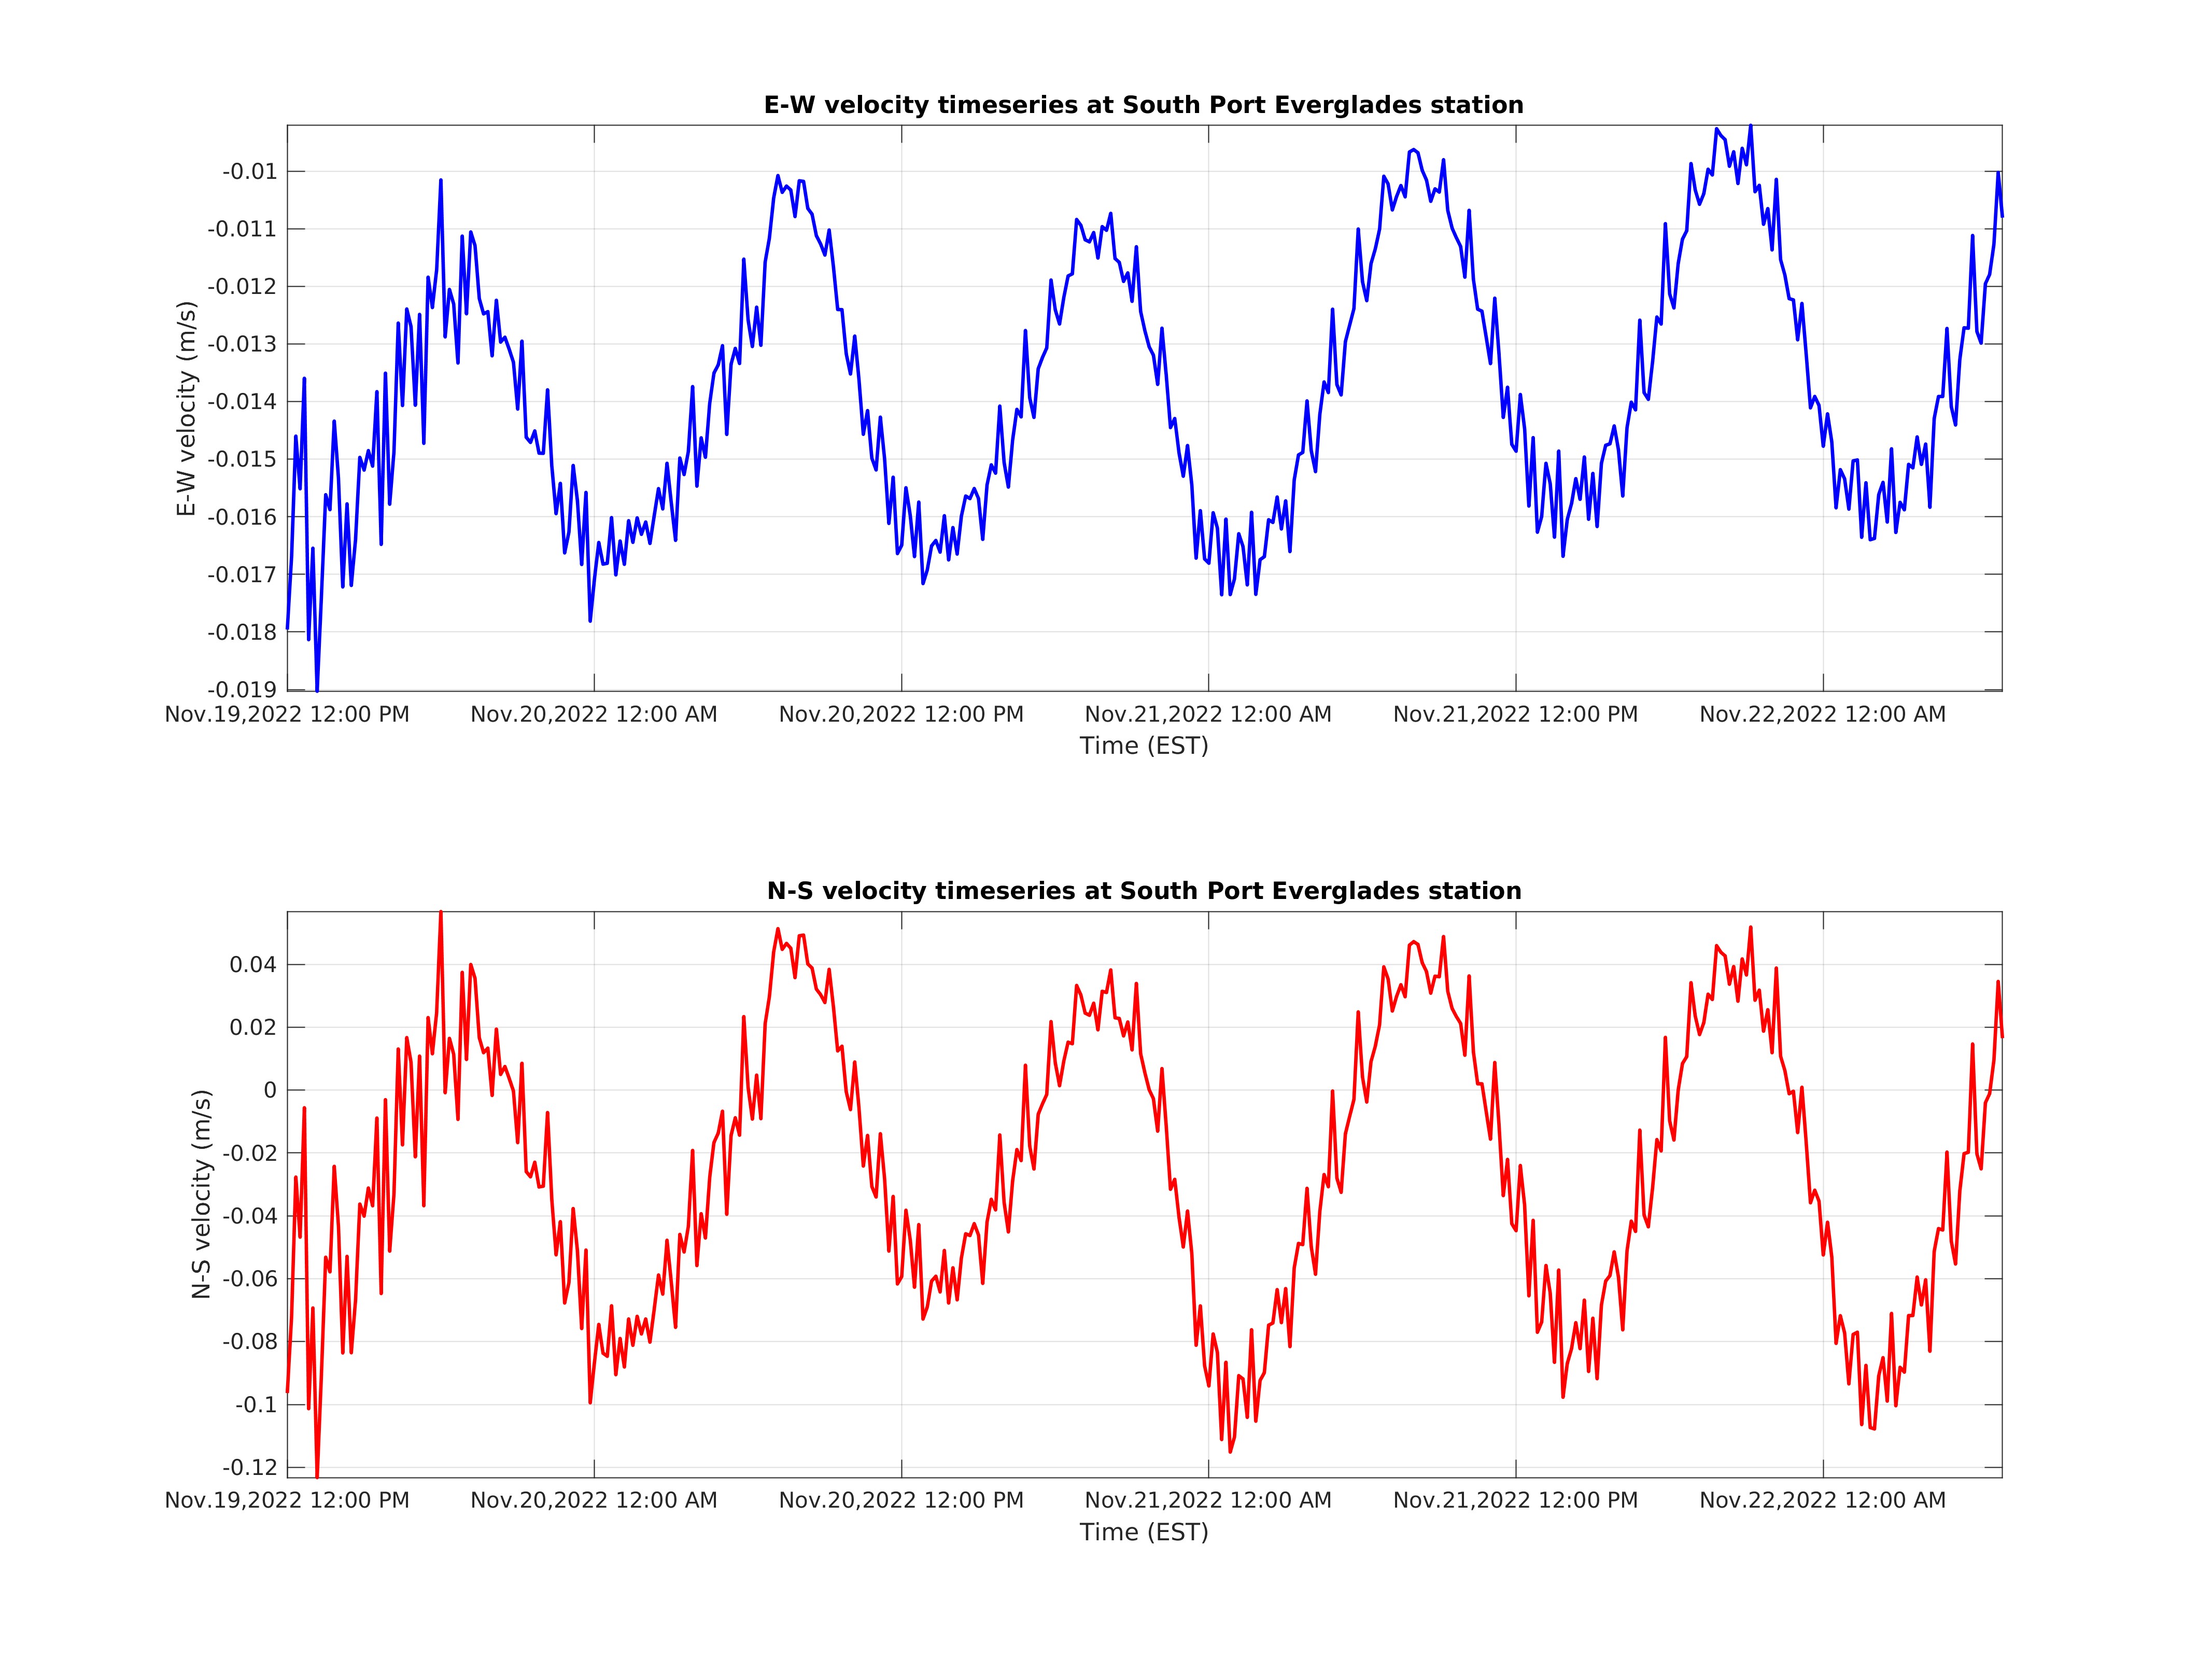 E-W velocity timeseries at South Port Everglades station
-0.01
-0.011
-0.012
-0.013
-0.014
-0.015
-0.016
-0.017
-0.018
-0.019
E-W velocity (m/s)
Nov.19,2022 12:00 PM Nov.20,2022 12:00 AM Nov.20,2022 12:00 PM Nov.21,2022 12:00 AM Nov.21,2022 12:00 PM Nov.22,2022 12:00 AM
Time (EST)
N-S velocity timeseries at South Port Everglades station
0.04
0.02
0
-0.02
-0.04
-0.06
-0.08
-0.1
-0.12
N-S velocity (m/s)
Nov.19,2022 12:00 PM Nov.20,2022 12:00 AM Nov.20,2022 12:00 PM Nov.21,2022 12:00 AM Nov.21,2022 12:00 PM Nov.22,2022 12:00 AM
Time (EST)